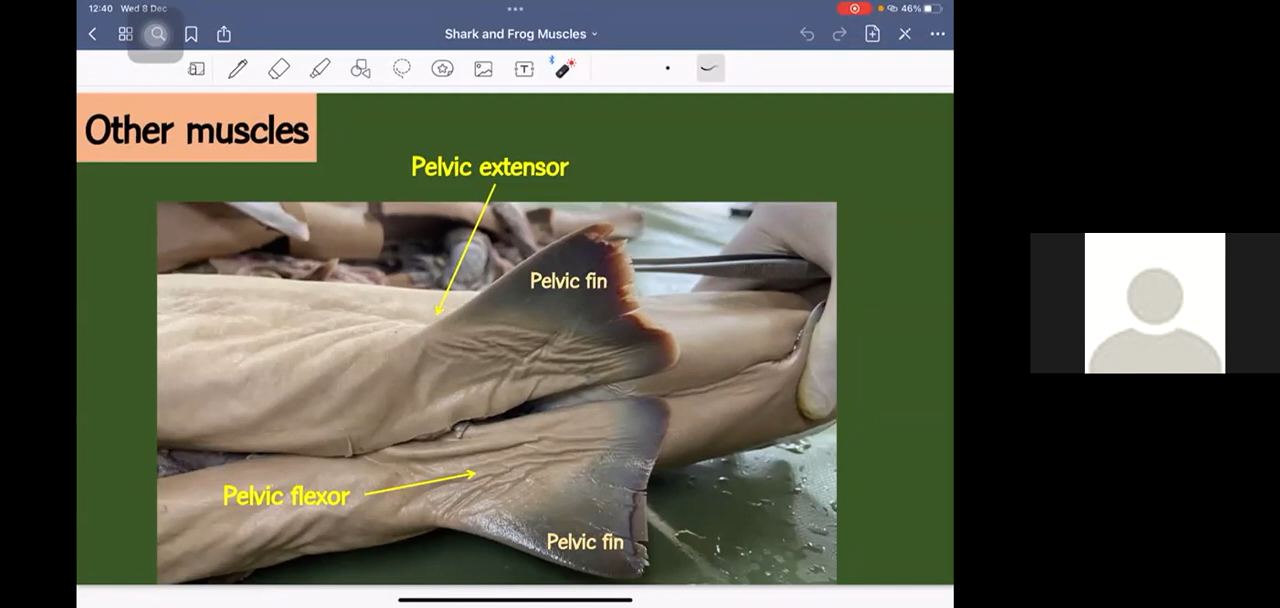 12:40 Wed 8 Dec
46%
Shark and Frog Muscles
T
Other muscles
Pelvic extensor
Pelvic fin
Pelvic flexor
Pelvic fin